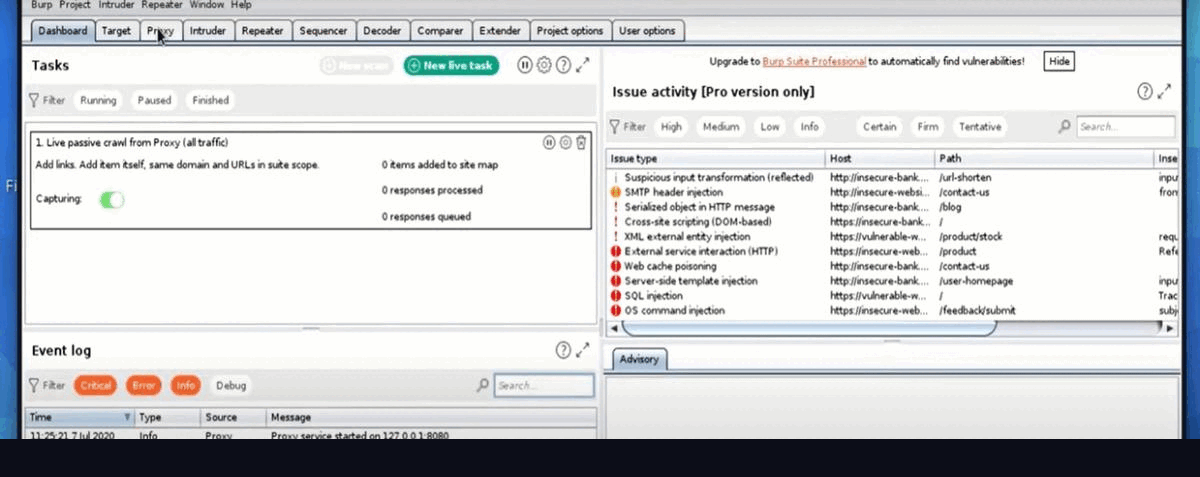 Burp Project Intruder Repeater Window Help
Dashboard Target Proxy Intruder Repeater Sequencer Decoder Comparer Extender Project options User options
Tasks
New scan New live task
Filter Running Paused Finished
1. Live passive crawl from Proxy (all traffic)
Add links. Add item itself, same domain and URLs in suite scope.
0 items added to site map
Capturing:
0 responses processed
0 responses queued
Event log
Filter Critical Error Info Debug Search...
Time Type Source Message
11:25:21 7 Jul 2020 Info Proxy Proxy service started on 127.0.0.1:8080
Upgrade to Burp Suite Professional to automatically find vulnerabilities! Hide
Issue activity [Pro version only]
Filter High Medium Low Info Certain Firm Tentative Search...
Issue type Host Path Inse
Suspicious input transformation (reflected) http://insecure-bank.... /url-shorten inpu
SMTP header injection http://insecure-websi... /contact-us fron
Serialized object in HTTP message http://insecure-bank.... /blog
Cross-site scripting (DOM-based) http://insecure-bank.... /
XML external entity injection https://vulnerable-w... /product/stock requ
External service interaction (HTTP) https://insecure-web... /product Refe
Web cache poisoning http://insecure-bank.... /contact-us
Server-side template injection http://insecure-bank.... /user-homepage inpu
SQL injection https://vulnerable-w... / Trac
OS command injection https://insecure-web... /feedback/submit subj
Advisory
Fi